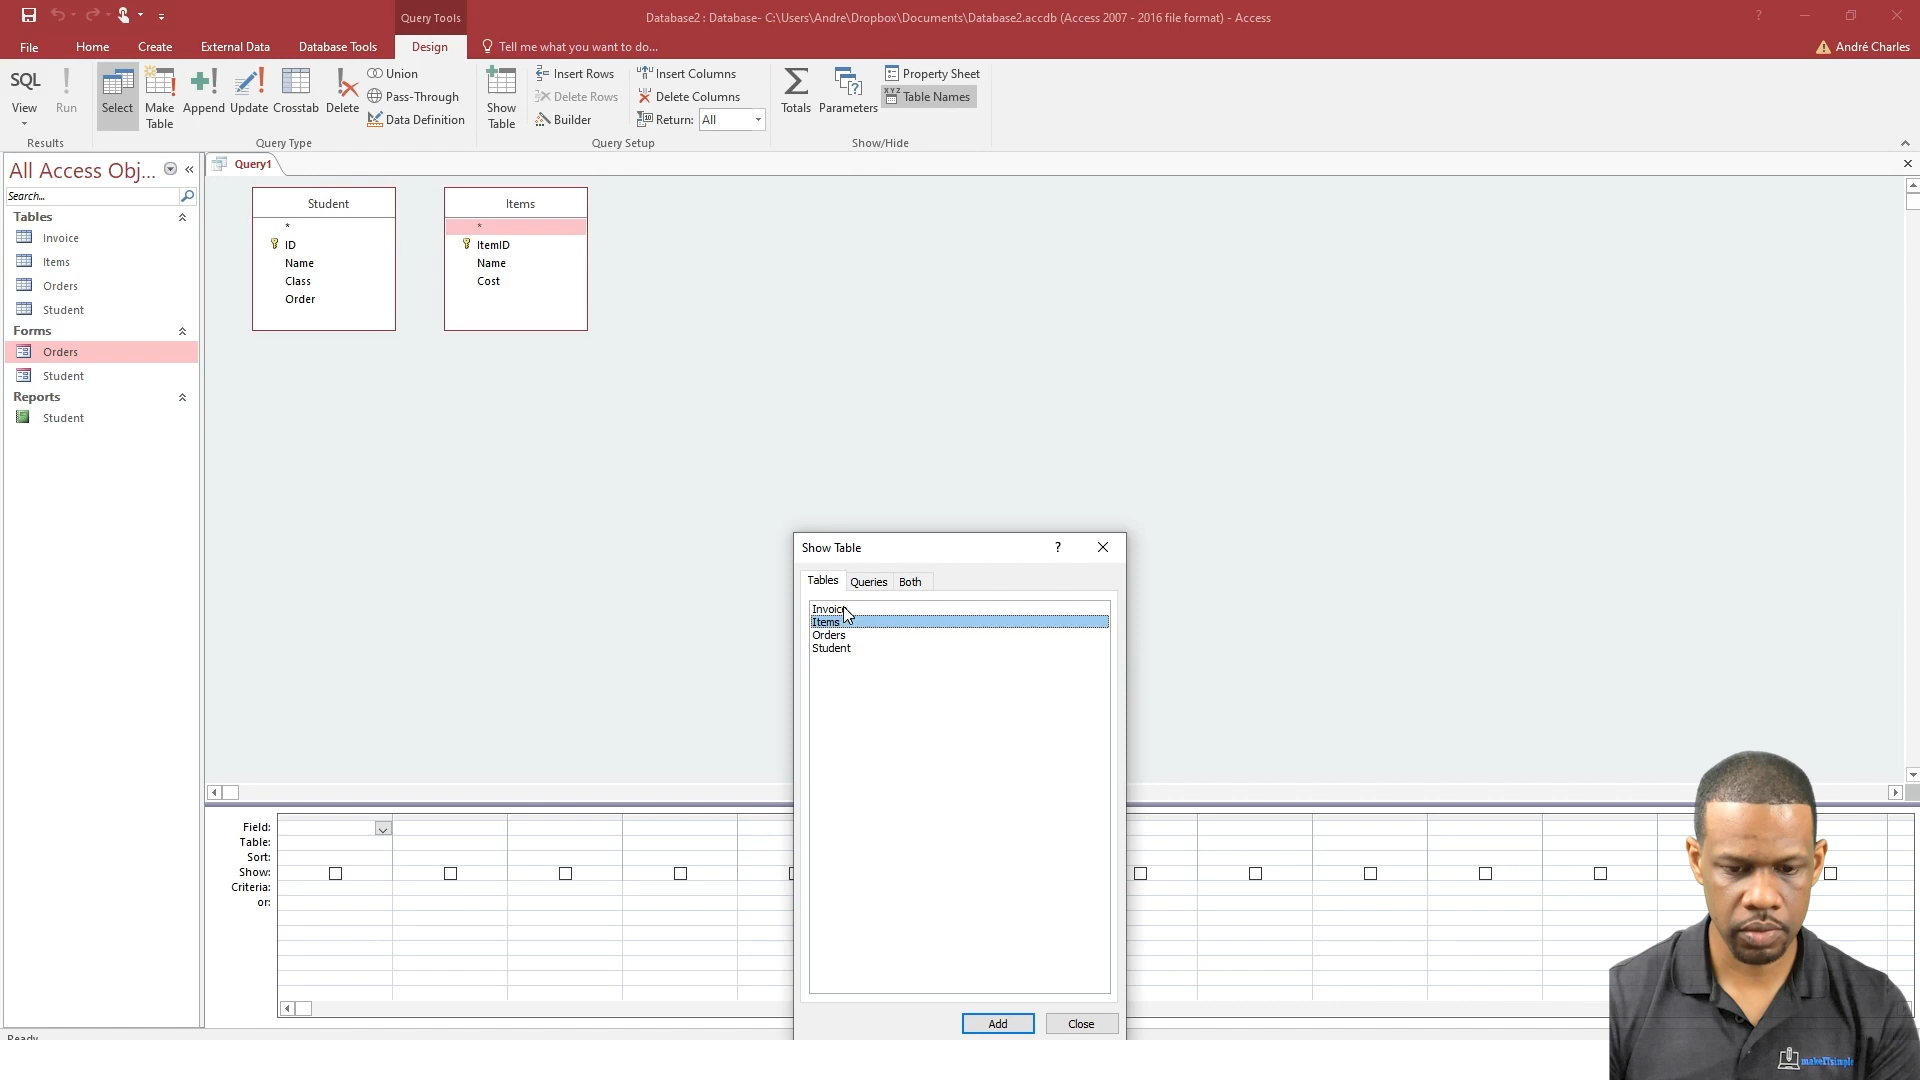 Query Tools
Database2 : Database- C:\Users\Andre\Dropbox\Documents\Database2.accdb (Access 2007 - 2016 file format) - Access
?
File
Home
Create
External Data
Database Tools
Design
Tell me what you want to do...
André Charles
SQL
View
Run
Results
Select
Make
Table
Append
Update
Crosstab
Delete
Union
Pass-Through
Data Definition
Query Type
Show
Table
Insert Rows
Delete Rows
Builder
Insert Columns
Delete Columns
Return: All
Query Setup
Totals
Parameters
Property Sheet
Table Names
Show/Hide
All Access Obj...
Search...
Tables
Invoice
Items
Orders
Student
Forms
Orders
Student
Reports
Student
Query1
Student
*
ID
Name
Class
Order
Items
*
ItemID
Name
Cost
Show Table
?
Tables
Queries
Both
Invoice
Items
Orders
Student
Add
Close
Field:
Table:
Sort:
Show:
Criteria:
or:
Ready
makeITsimple